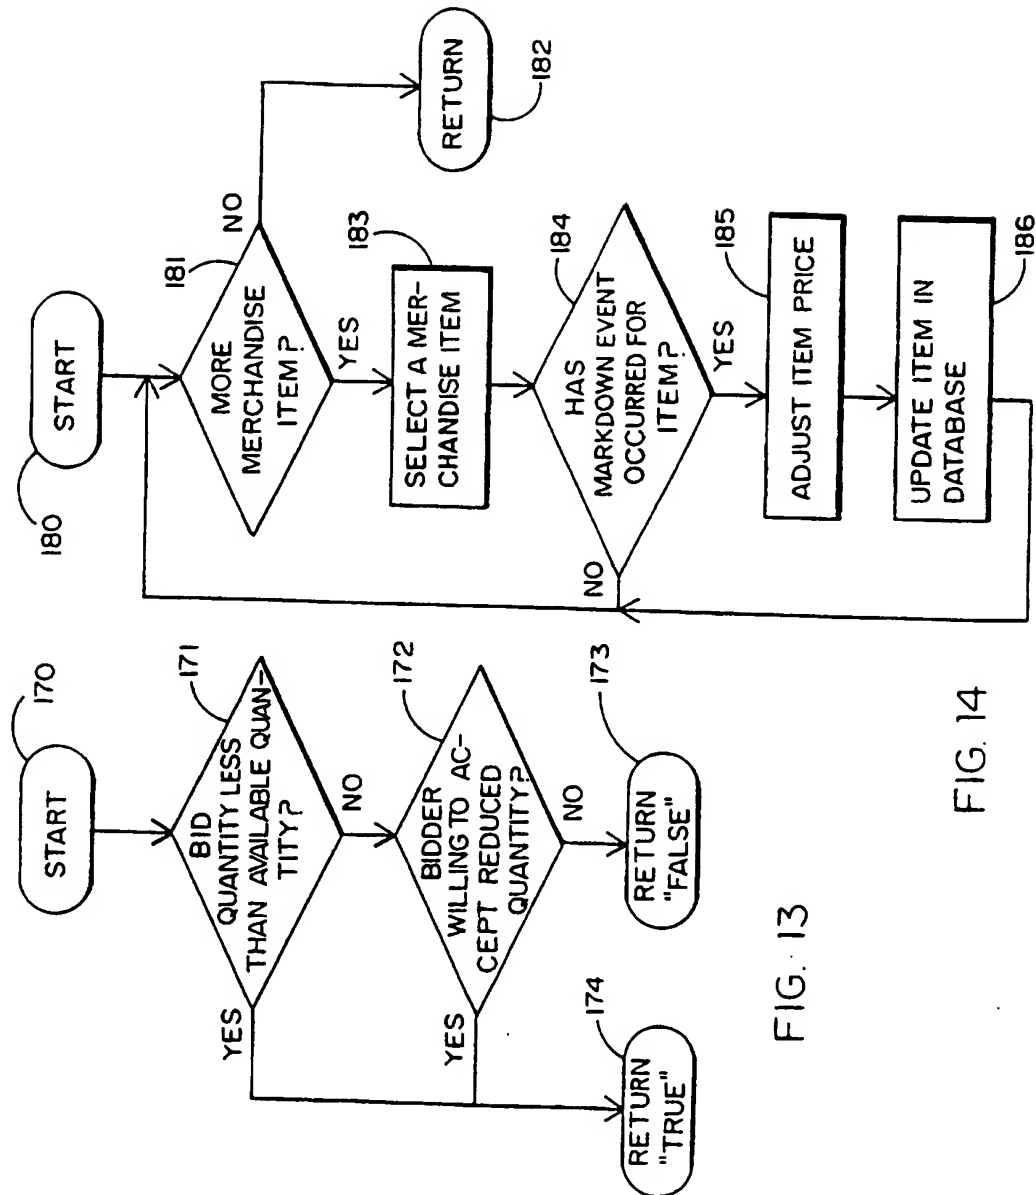 170
START
171
BID
QUANTITY LESS
THAN AVAILABLE QUAN-
TITY?
YES
NO
172
BIDDER
WILLING TO AC-
CEPT REDUCED
QUANTITY?
YES
NO
173
RETURN
"FALSE"
174
RETURN
"TRUE"
FIG. 13
180
START
181
MORE
MERCHANDISE
ITEM?
NO
YES
RETURN
182
183
SELECT A MER-
CHANDISE ITEM
184
HAS
MARKDOWN EVENT
OCCURRED FOR
ITEM?
NO
YES
185
ADJUST ITEM PRICE
186
UPDATE ITEM IN
DATABASE
FIG. 14